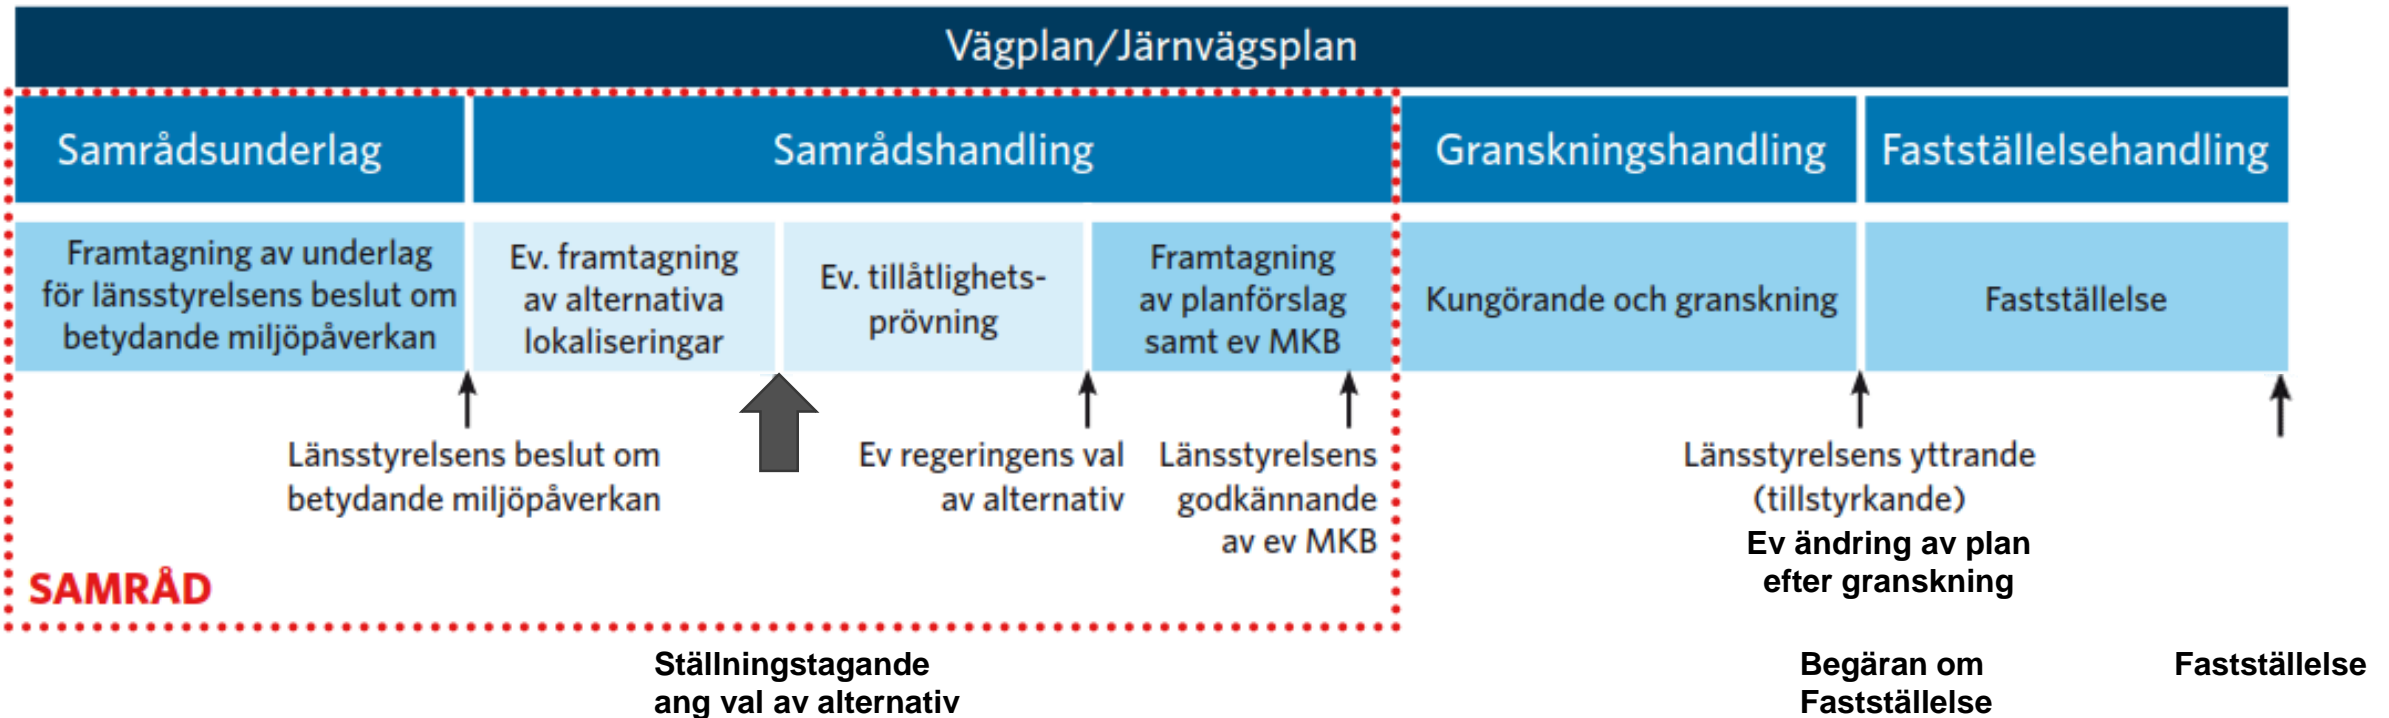 Vägplan/Järnvägsplan
Samrådsunderlag
Samrådshandling
Granskningshandling
Fastställelsehandling
Framtagning av underlag
för länsstyrelsens beslut om
betydande miljöpåverkan
Ev. framtagning
av alternativa
lokaliseringar
Ev. tillåtlighets-
prövning
Framtagning
av planförslag
samt ev MKB
Kungörande och granskning
Fastställelse
Länsstyrelsens beslut om
betydande miljöpåverkan
Ev regeringens val
av alternativ
Länsstyrelsens
godkännande
av ev MKB
Länsstyrelsens yttrande
(tillstyrkande)
Ev ändring av plan
efter granskning
SAMRÅD
Ställningstagande
ang val av alternativ
Begäran om
Fastställelse
Fastställelse